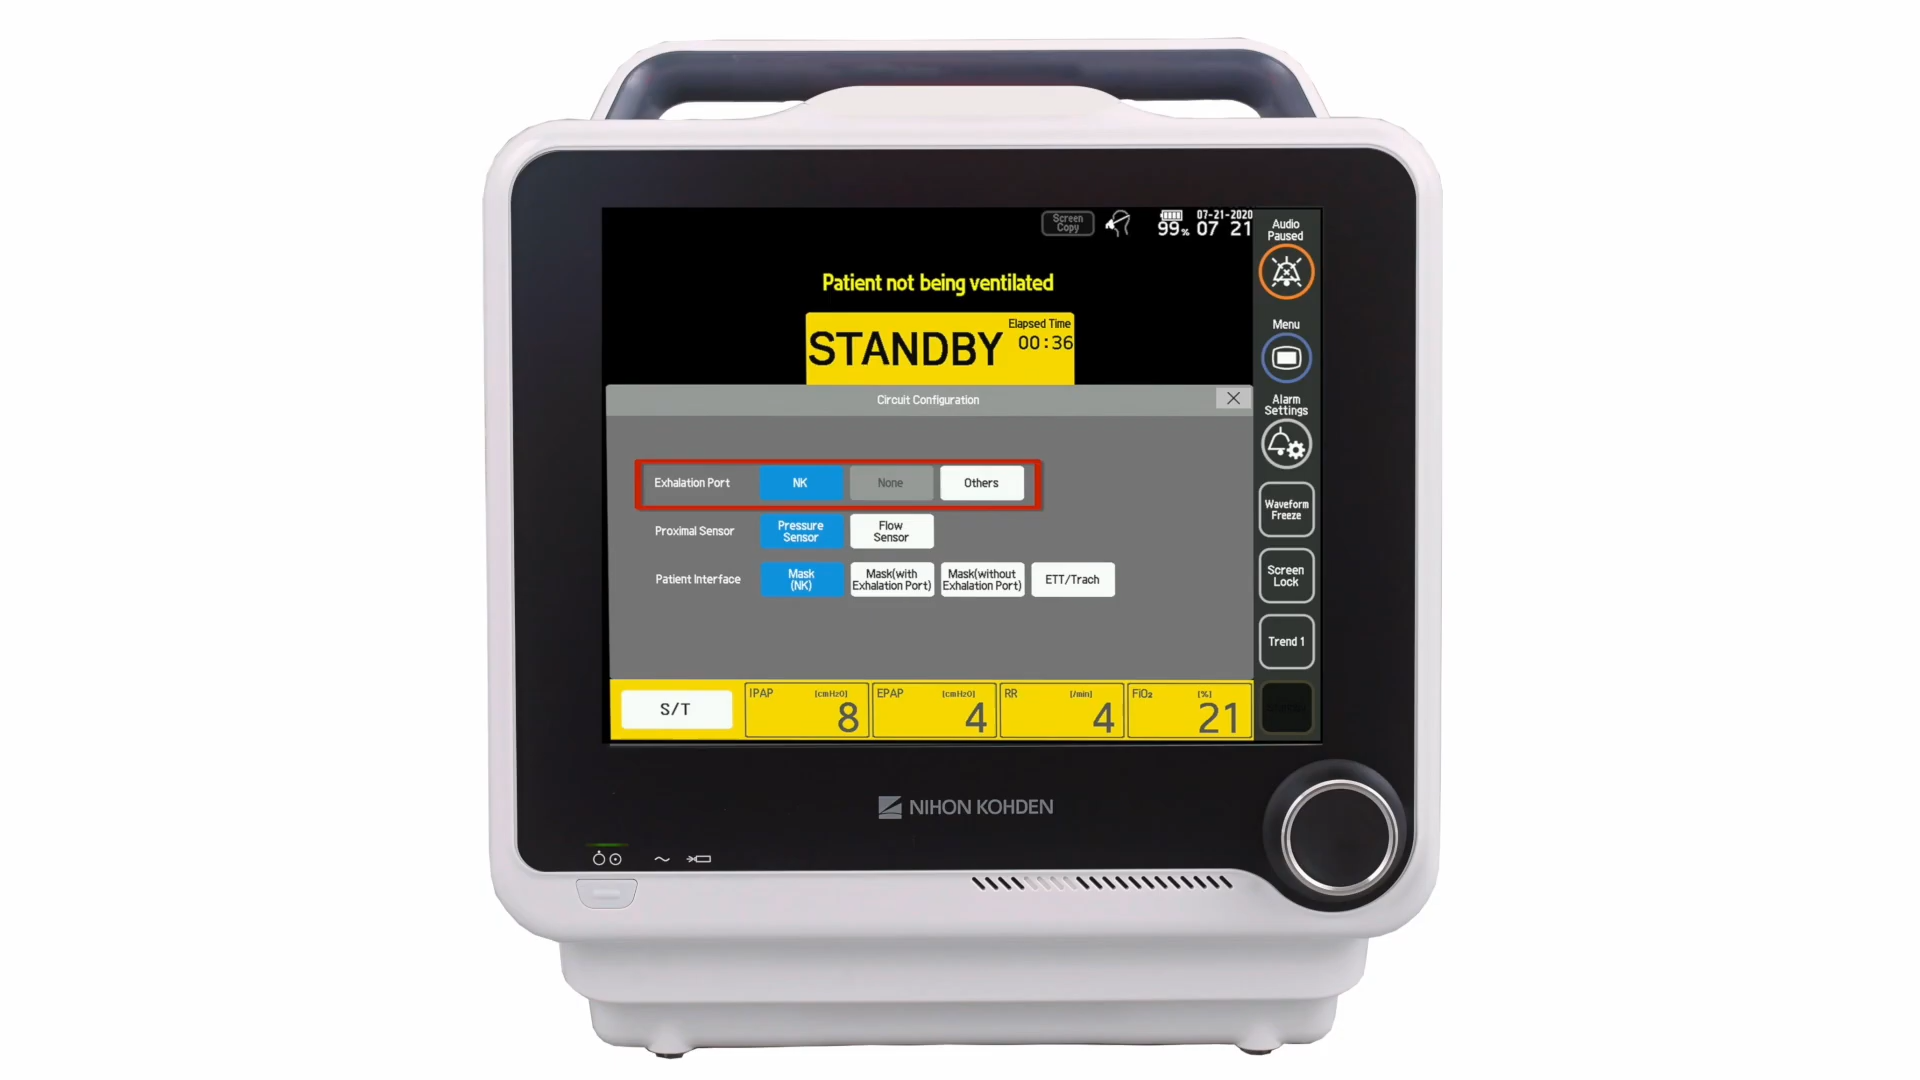 Screen
Copy
99% 07-21-2020
07 21
Audio
Paused
Patient not being ventilated
STANDBY
Elapsed Time
00:36
Menu
Circuit Configuration
Alarm
Settings
Exhalation Port NK None Others
Waveform
Freeze
Proximal Sensor Pressure
Sensor Flow
Sensor
Patient Interface Mask
(NK) Mask(with
Exhalation Port) Mask(without
Exhalation Port) ETT/Trach
Screen
Lock
Trend 1
S/T
IPAP [cmH2O]
8
EPAP [cmH2O]
4
RR [/min]
4
FiO₂ [%]
21
NIHON KOHDEN